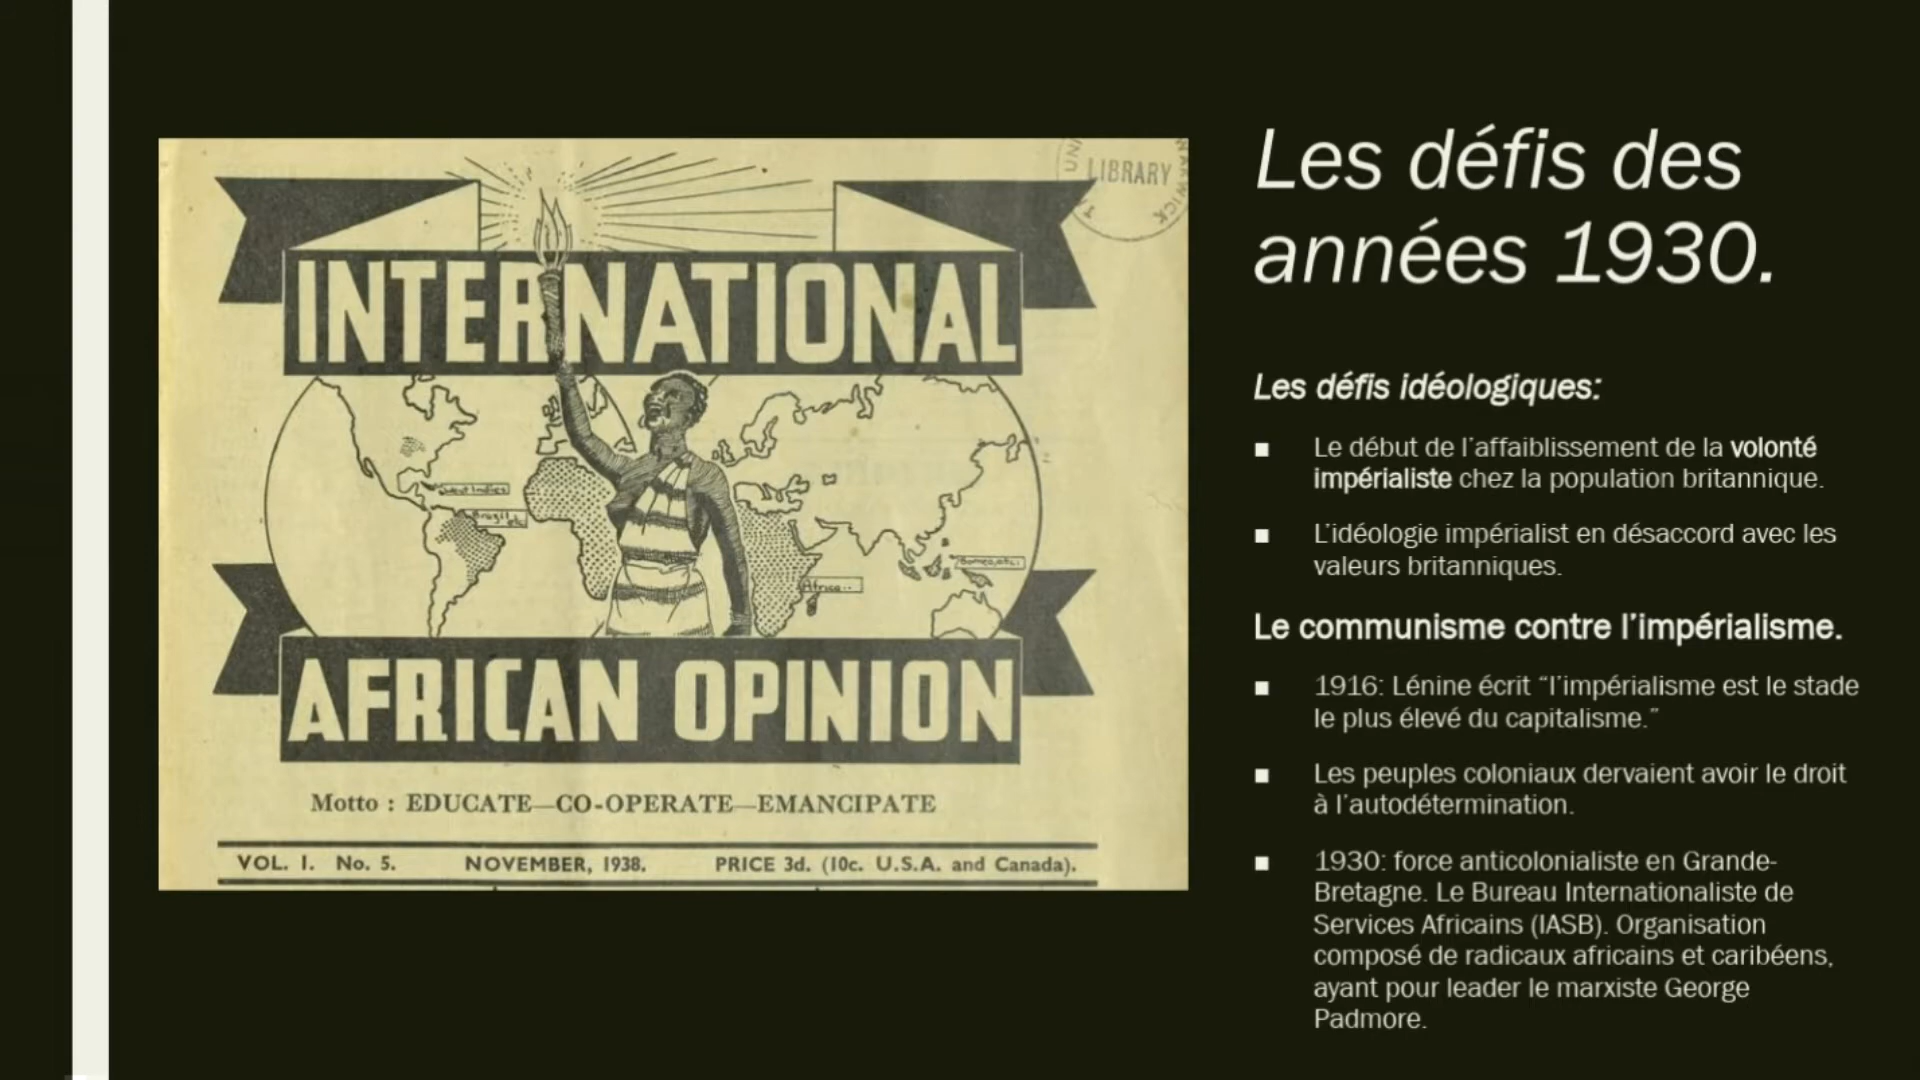 LIBRARY
INTERNATIONAL
West Indies
Brazil
etc
Africa..
AFRICAN OPINION
Motto : EDUCATE—CO-OPERATE—EMANCIPATE
VOL. I. No. 5. NOVEMBER, 1938. PRICE 3d. (10c. U.S.A. and Canada).
Les défis des
années 1930.
Les défis idéologiques:
Le début de l’affaiblissement de la volonté
impérialiste chez la population britannique.
L’idéologie impérialist en désaccord avec les
valeurs britanniques.
Le communisme contre l’impérialisme.
1916: Lénine écrit “l’impérialisme est le stade
le plus élevé du capitalisme.”
Les peuples coloniaux dervaient avoir le droit
à l’autodétermination.
1930: force anticolonialiste en Grande-
Bretagne. Le Bureau Internationaliste de
Services Africains (IASB). Organisation
composé de radicaux africains et caribéens,
ayant pour leader le marxiste George
Padmore.